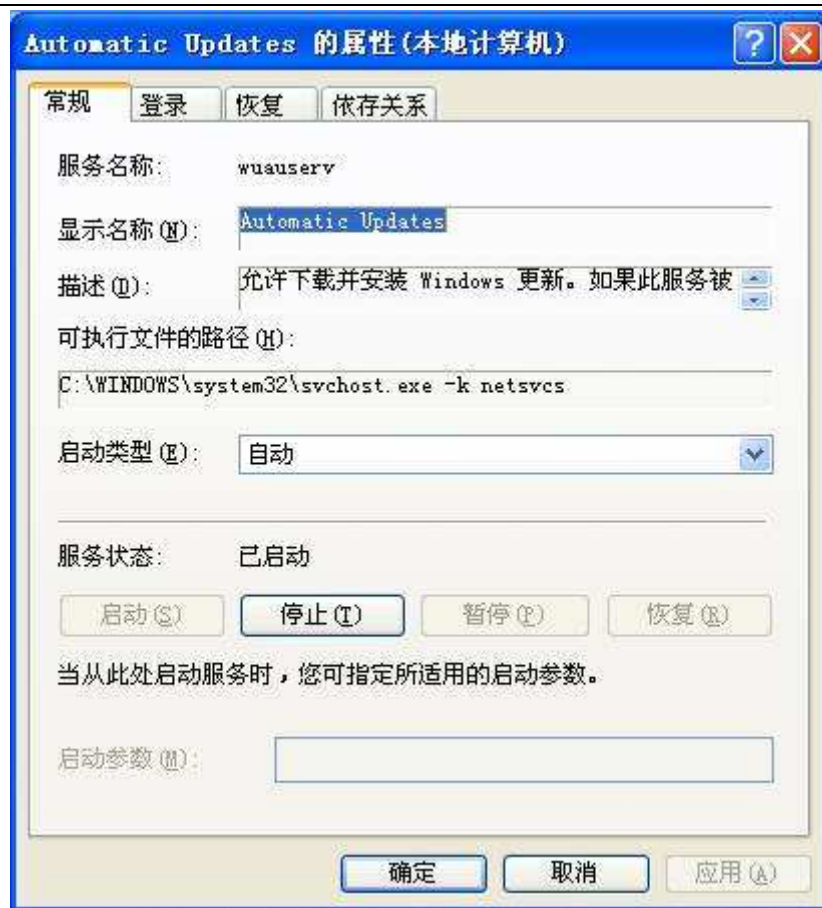 Automatic Updates 的属性(本地计算机)
常规 登录 恢复 依存关系
服务名称: wuauserv
显示名称(N): Automatic Updates
描述(D): 允许下载并安装 Windows 更新。如果此服务被
可执行文件的路径(H):
C:\WINDOWS\system32\svchost.exe -k netsvcs
启动类型(E): 自动
服务状态: 已启动
启动(S) 停止(T) 暂停(P) 恢复(R)
当从此处启动服务时，您可指定所适用的启动参数。
启动参数(M):
确定 取消 应用(A)